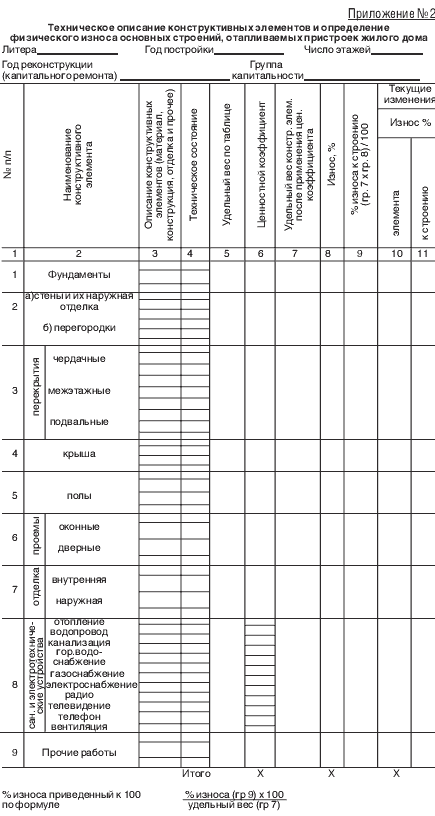 Приложение № 2
Техническое описание конструктивных элементов и определение
физического износа основных строений, отапливаемых пристроек жилого дома
Литера Год постройки Число этажей
Год реконструкции
(капитального ремонта)
Группа
капитальности
№ п/п
Наименование
конструктивного
элемента
Описание конструктивных
элементов (материал,
конструкция, отделка и прочее)
Техническое состояние
Удельный вес по таблице
Ценностной коэффициент
Удельный вес констр. элем.
после применения цен.
коэффициента
Износ, %
% износа к строению
(гр. 7 x гр. 8) / 100
Текущие
изменения
Износ %
элемента
к строению
1 2 3 4 5 6 7 8 9 10 11
1 Фундаменты
2
а)стены и их наружная
отделка
б) перегородки
3
перекрытия
чердачные
межэтажные
подвальные
4 крыша
5 полы
6
проемы
оконные
дверные
7
отделка
внутренняя
наружная
8
сан. и электротехниче-
ские устройства
отопление
водопровод
канализация
гор.водо-
снабжение
газоснабжение
электроснабжение
радио
телевидение
телефон
вентиляция
9 Прочие работы
Итого X X X
% износа приведенный к 100
по формуле
% износа (гр 9) x 100
удельный вес (гр 7)